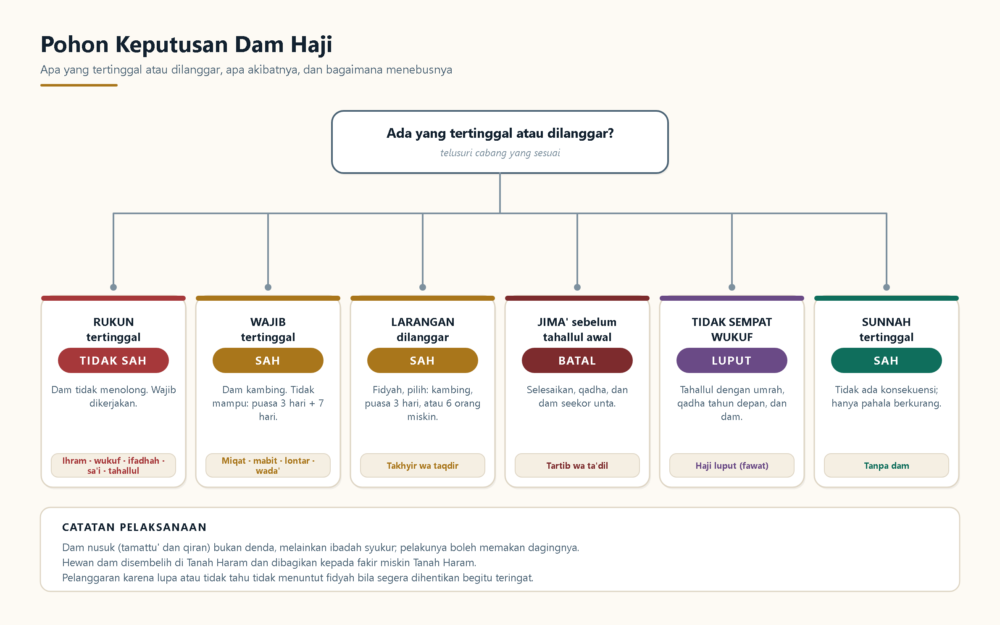 Pohon Keputusan Dam Haji
Apa yang tertinggal atau dilanggar, apa akibatnya, dan bagaimana menebusnya
Ada yang tertinggal atau dilanggar?
telusuri cabang yang sesuai
RUKUN
tertinggal
TIDAK SAH
Dam tidak menolong. Wajib
dikerjakan.
Ihram · wukuf · ifadhah ·
sa'i · tahallul
WAJIB
tertinggal
SAH
Dam kambing. Tidak
mampu: puasa 3 hari + 7
hari.
Miqat · mabit · lontar ·
wada'
LARANGAN
dilanggar
SAH
Fidyah, pilih: kambing,
puasa 3 hari, atau 6 orang
miskin.
Takhyir wa taqdir
JIMA' sebelum
tahallul awal
BATAL
Selesaikan, qadha, dan
dam seekor unta.
Tartib wa ta'dil
TIDAK SEMPAT
WUKUF
LUPUT
Tahallul dengan umrah,
qadha tahun depan, dan
dam.
Haji luput (fawat)
SUNNAH
tertinggal
SAH
Tidak ada konsekuensi;
hanya pahala berkurang.
Tanpa dam
CATATAN PELAKSANAAN
Dam nusuk (tamattu' dan qiran) bukan denda, melainkan ibadah syukur; pelakunya boleh memakan dagingnya.
Hewan dam disembelih di Tanah Haram dan dibagikan kepada fakir miskin Tanah Haram.
Pelanggaran karena lupa atau tidak tahu tidak menuntut fidyah bila segera dihentikan begitu teringat.